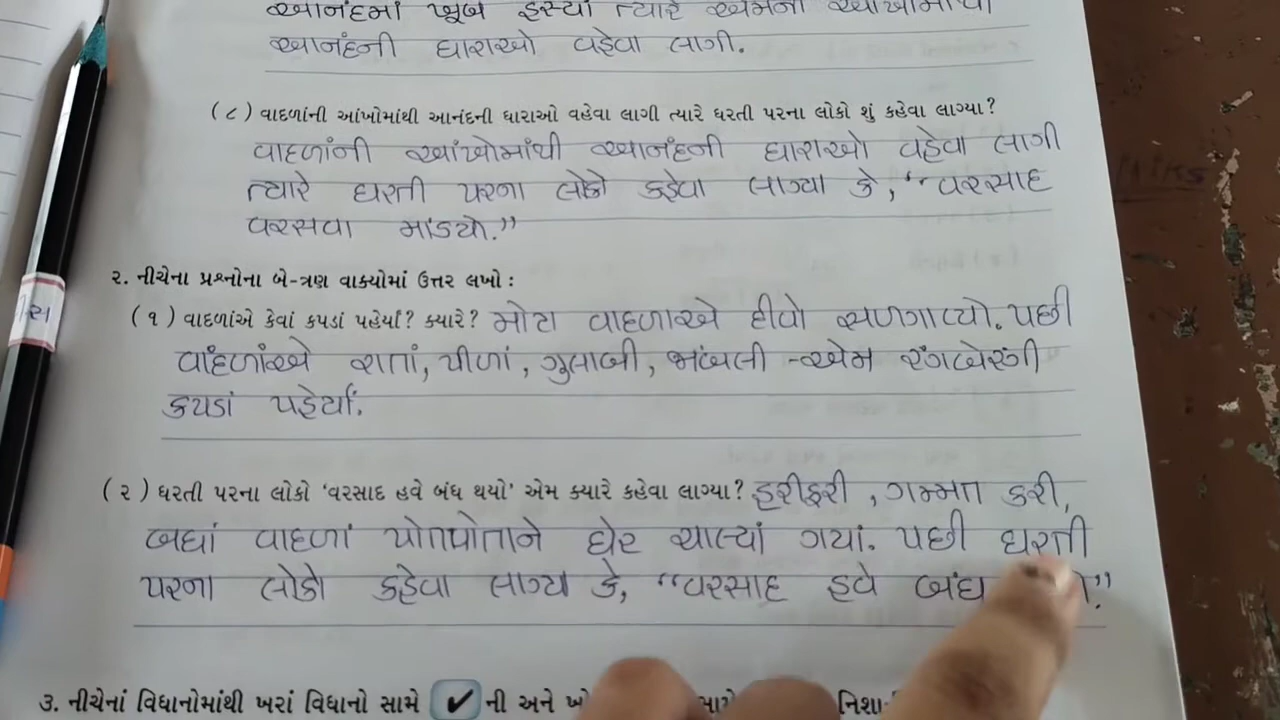 આનંદમાં ખૂબ હસ્યાં ત્યારે એમની આંખોમાંથી
આનંદની ધારાઓ વહેવા લાગી.
(૮) વાદળાંની આંખોમાંથી આનંદની ધારાઓ વહેવા લાગી ત્યારે ધરતી પરના લોકો શું કહેવા લાગ્યા?
વાદળાંની આંખોમાંથી આનંદની ધારાઓ વહેવા લાગી
ત્યારે ધરતી પરના લોકો કહેવા લાગ્યા કે, “વરસાદ
વરસવા માંડ્યો.”
૨. નીચેના પ્રશ્નોના બે-ત્રણ વાક્યોમાં ઉત્તર લખો :
(૧) વાદળાંએ કેવાં કપડાં પહેર્યાં? ક્યારે? મોટા વાદળાએ દીવો સળગાવ્યો. પછી
વાંદળાંએ રાતાં, પીળાં, ગુલાબી, જાંબલી -એમ રંગબેરંગી
કપડાં પહેર્યાં.
(૨) ધરતી પરના લોકો ‘વરસાદ હવે બંધ થયો’ એમ ક્યારે કહેવા લાગ્યા? હરીફરી, ગમ્મત કરી,
બધાં વાદળાં પોતપોતાને ઘેર ચાલ્યાં ગયાં. પછી ધરતી
પરના લોકો કહેવા લાગ્ય કે, “વરસાદ હવે બંધ
૩. નીચેનાં વિધાનોમાંથી ખરાં વિધાનો સામે ✔ ની અને